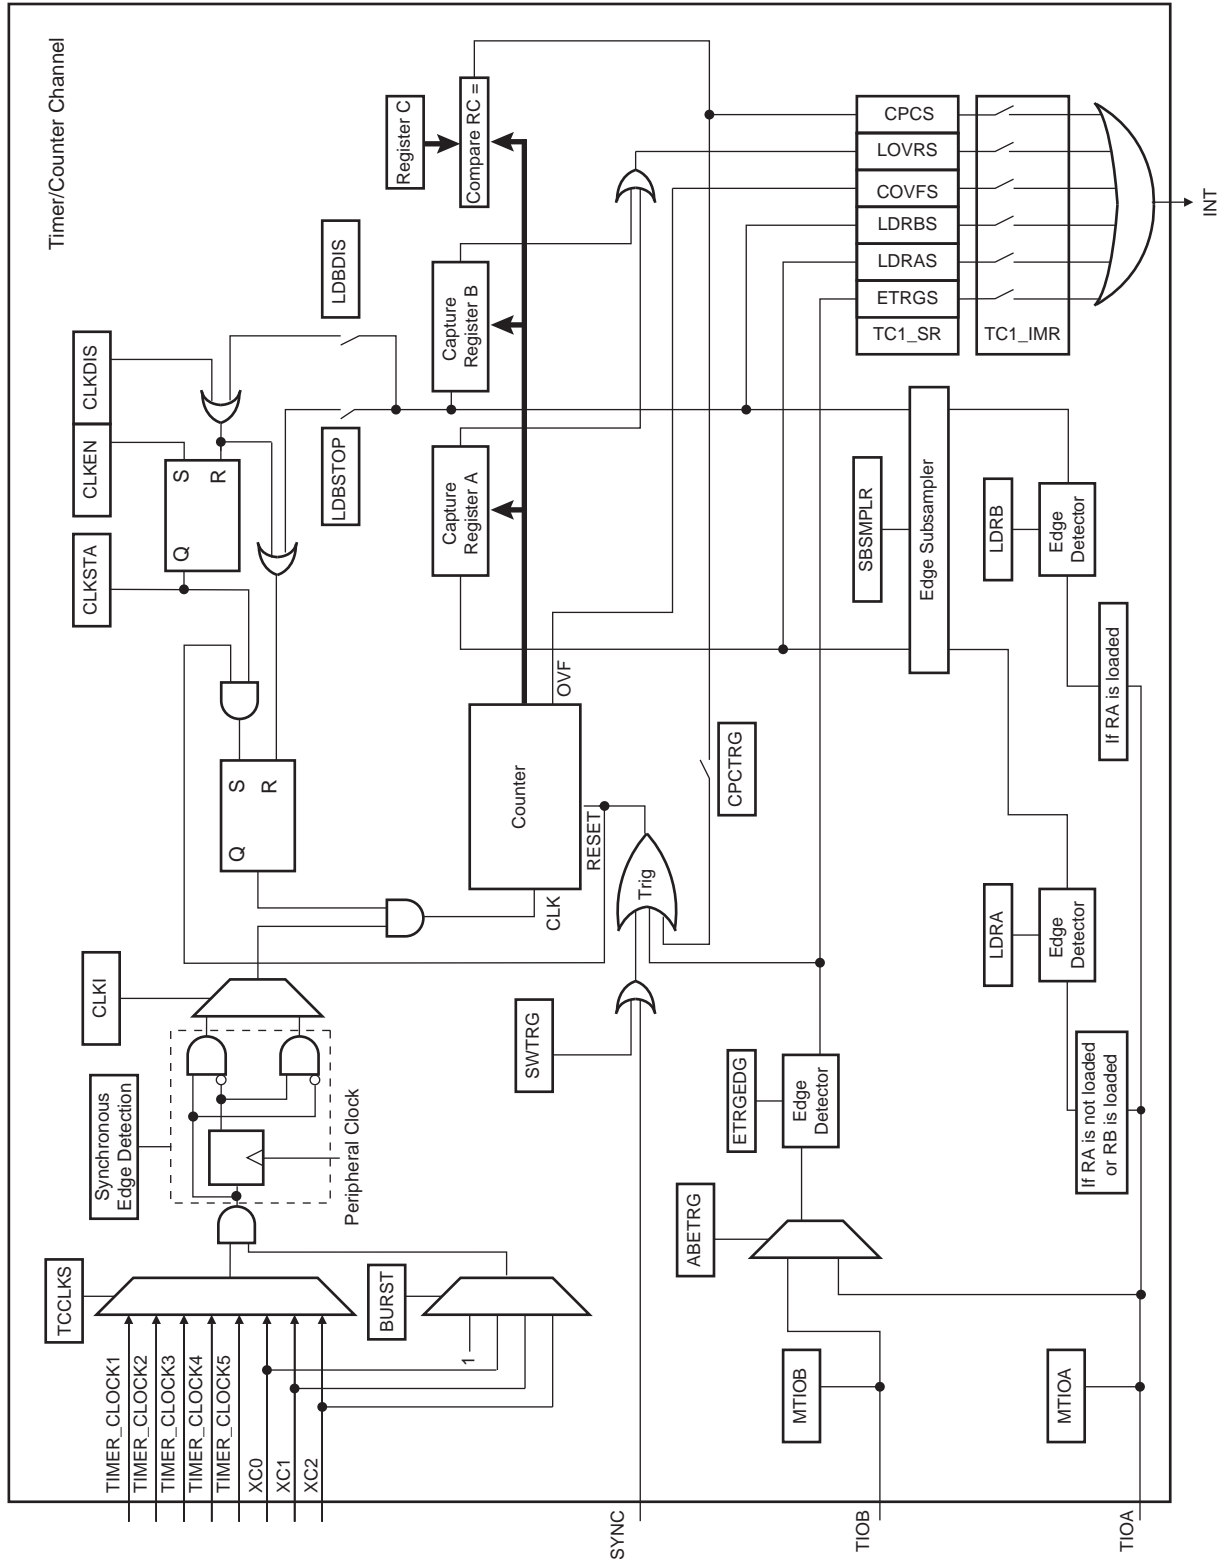 Timer/Counter Channel
TCCLKS
TIMER_CLOCK1
TIMER_CLOCK2
TIMER_CLOCK3
TIMER_CLOCK4
TIMER_CLOCK5
XC0
XC1
XC2
Synchronous
Edge Detection
CLKI
CLKSTA
CLKEN
CLKDIS
Q
S
R
Q
S
R
Peripheral Clock
BURST
1
LDBSTOP
LDBDIS
Register C
Capture
Register A
Capture
Register B
Compare RC =
Counter
CLK
OVF
RESET
SYNC
SWTRG
Trig
CPCTRG
ABETRG
ETRGEDG
Edge
Detector
MTIOB
TIOB
SBSMPLR
Edge Subsampler
CPCS
LOVRS
COVFS
LDRBS
LDRAS
ETRGS
TC1_SR
TC1_IMR
INT
LDRA
Edge
Detector
LDRB
Edge
Detector
If RA is not loaded
or RB is loaded
If RA is loaded
MTIOA
TIOA